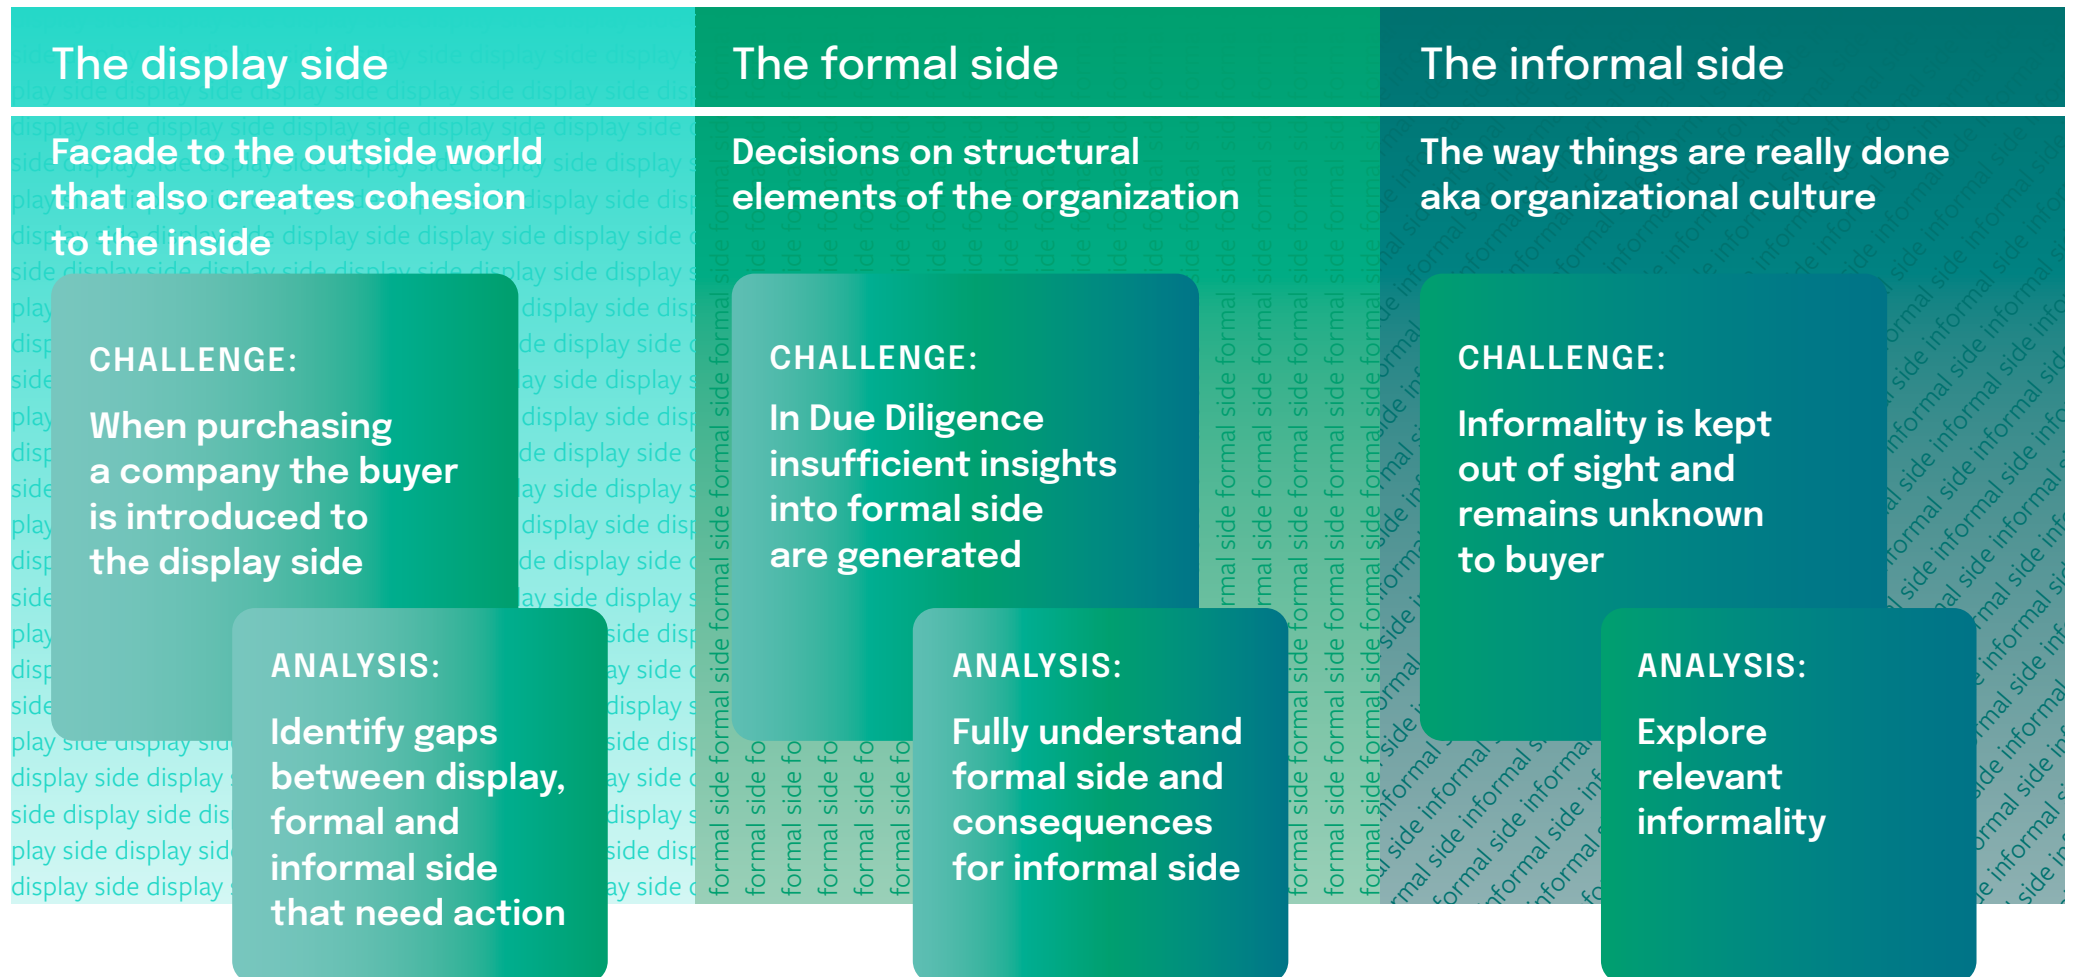 The display side
Facade to the outside world
that also creates cohesion
to the inside
CHALLENGE:
When purchasing
a company the buyer
is introduced to
the display side
ANALYSIS:
Identify gaps
between display,
formal and
informal side
that need action
The formal side
Decisions on structural
elements of the organization
CHALLENGE:
In Due Diligence
insufficient insights
into formal side
are generated
ANALYSIS:
Fully understand
formal side and
consequences
for informal side
The informal side
The way things are really done
aka organizational culture
CHALLENGE:
Informality is kept
out of sight and
remains unknown
to buyer
ANALYSIS:
Explore
relevant
informality